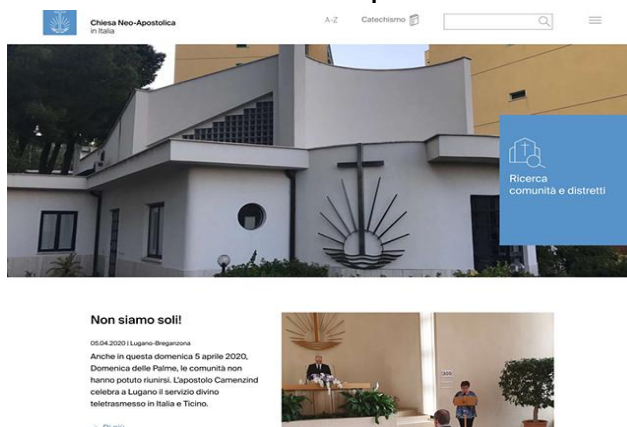 Chiesa Neo-Apostolica
in Italia
A-Z
Catechismo
Ricerca
comunità e distretti
Non siamo soli!
05.04.2020 | Lugano-Breganzona
Anche in questa domenica 5 aprile 2020,
Domenica delle Palme, le comunità non
hanno potuto riunirsi. L'apostolo Camenzind
celebra a Lugano il servizio divino
teletrasmesso in Italia e Ticino.